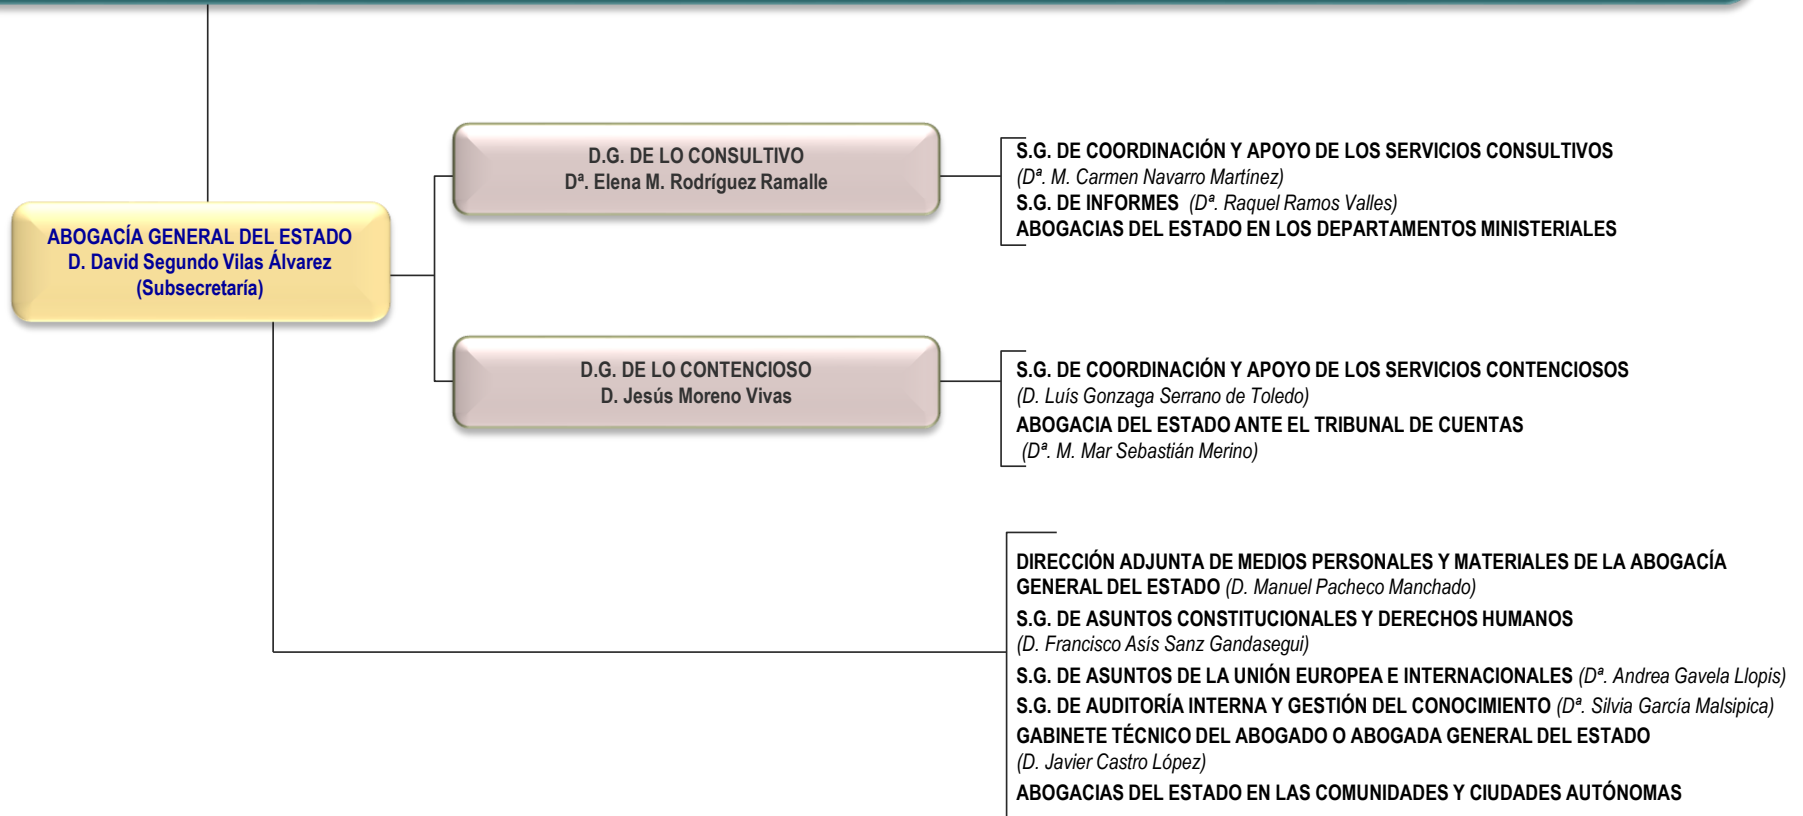 ABOGACÍA GENERAL DEL ESTADO
D. David Segundo Vilas Álvarez
(Subsecretaría)
D.G. DE LO CONSULTIVO
Dª. Elena M. Rodríguez Ramalle
S.G. DE COORDINACIÓN Y APOYO DE LOS SERVICIOS CONSULTIVOS
(Dª. M. Carmen Navarro Martínez)
S.G. DE INFORMES (Dª. Raquel Ramos Valles)
ABOGACIAS DEL ESTADO EN LOS DEPARTAMENTOS MINISTERIALES
D.G. DE LO CONTENCIOSO
D. Jesús Moreno Vivas
S.G. DE COORDINACIÓN Y APOYO DE LOS SERVICIOS CONTENCIOSOS
(D. Luís Gonzaga Serrano de Toledo)
ABOGACIA DEL ESTADO ANTE EL TRIBUNAL DE CUENTAS
(Dª. M. Mar Sebastián Merino)
DIRECCIÓN ADJUNTA DE MEDIOS PERSONALES Y MATERIALES DE LA ABOGACÍA
GENERAL DEL ESTADO (D. Manuel Pacheco Manchado)
S.G. DE ASUNTOS CONSTITUCIONALES Y DERECHOS HUMANOS
(D. Francisco Asís Sanz Gandasegui)
S.G. DE ASUNTOS DE LA UNIÓN EUROPEA E INTERNACIONALES (Dª. Andrea Gavela Llopis)
S.G. DE AUDITORÍA INTERNA Y GESTIÓN DEL CONOCIMIENTO (Dª. Silvia García Malsipica)
GABINETE TÉCNICO DEL ABOGADO O ABOGADA GENERAL DEL ESTADO
(D. Javier Castro López)
ABOGACIAS DEL ESTADO EN LAS COMUNIDADES Y CIUDADES AUTÓNOMAS